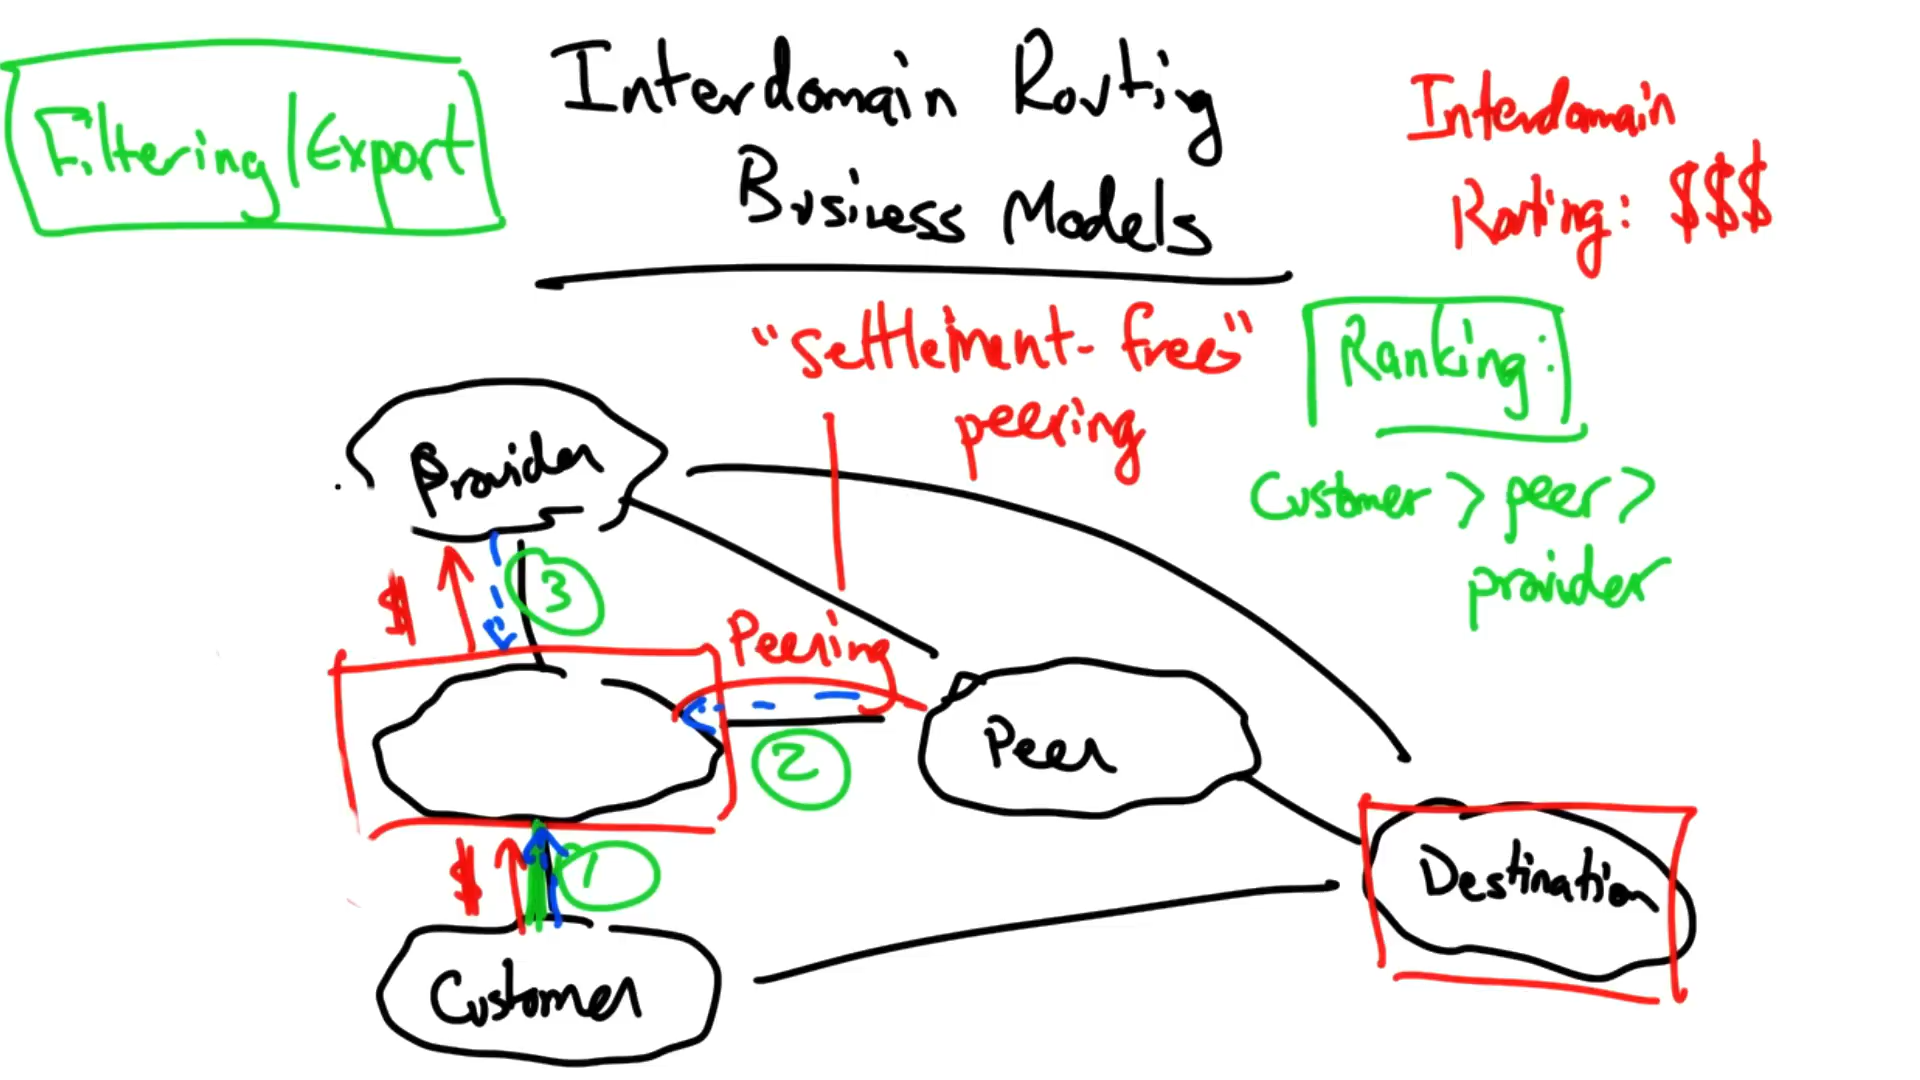 Filtering/Export
Interdomain Routing
Business Models
Interdomain
Routing: $$$
"settlement-free"
peering
Ranking:
Customer > peer >
provider
Provider
$
3
Peering
2
Peer
$
1
Destination
Customer